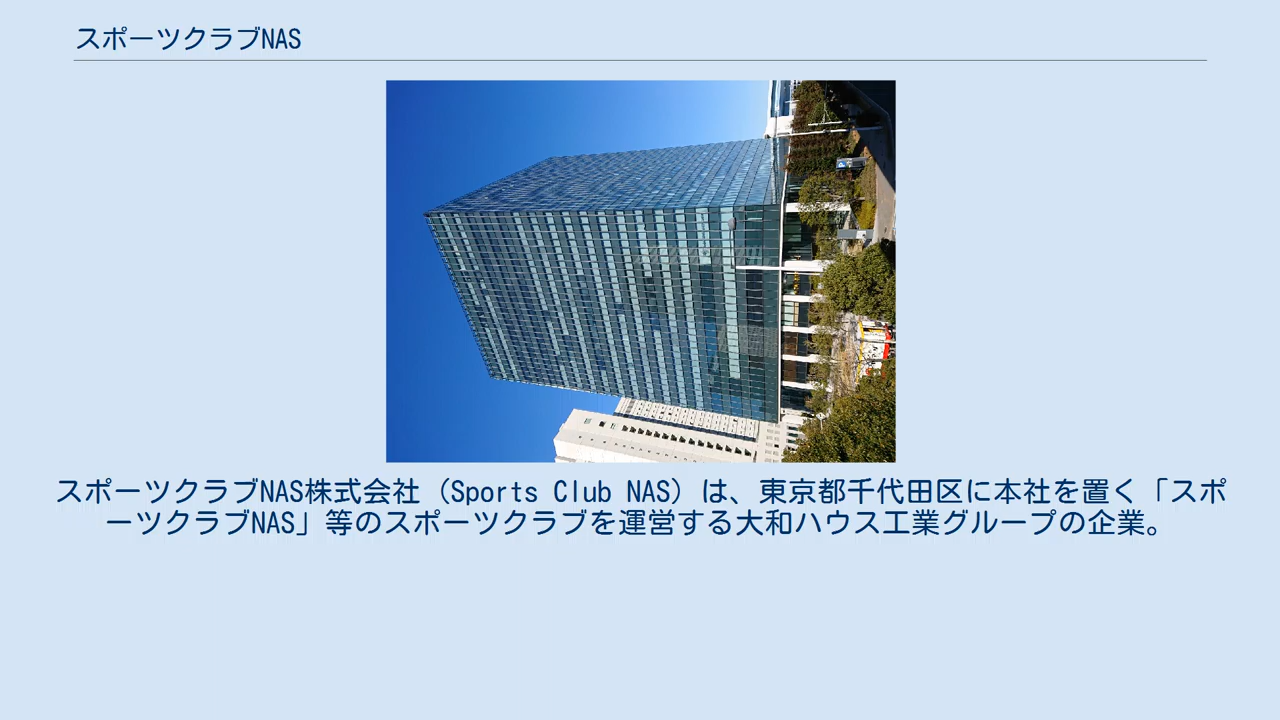 スポーツクラブNAS
スポーツクラブNAS株式会社（Sports Club NAS）は、東京都千代田区に本社を置く「スポ
ーツクラブNAS」等のスポーツクラブを運営する大和ハウス工業グループの企業。